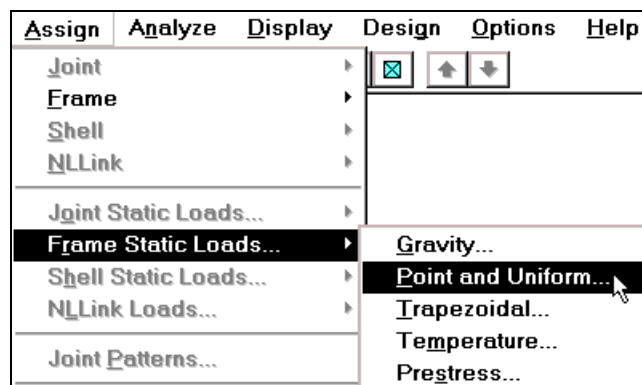 Assign Analyze Display Design Options Help
Joint
Frame
Shell
NLLink
Joint Static Loads...
Frame Static Loads...
Gravity...
Shell Static Loads...
Point and Uniform...
NLLink Loads...
Trapezoidal...
Temperature...
Joint Patterns...
Prestress...